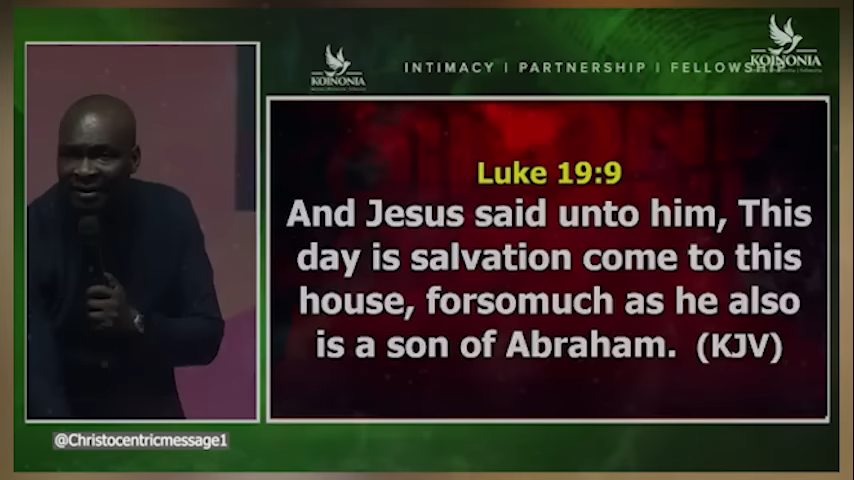 KOINONIA
INTIMACY | PARTNERSHIP | FELLOWSHIP
KOINONIA
Luke 19:9
And Jesus said unto him, This
day is salvation come to this
house, forsomuch as he also
is a son of Abraham. (KJV)
@Christocentricmessage1